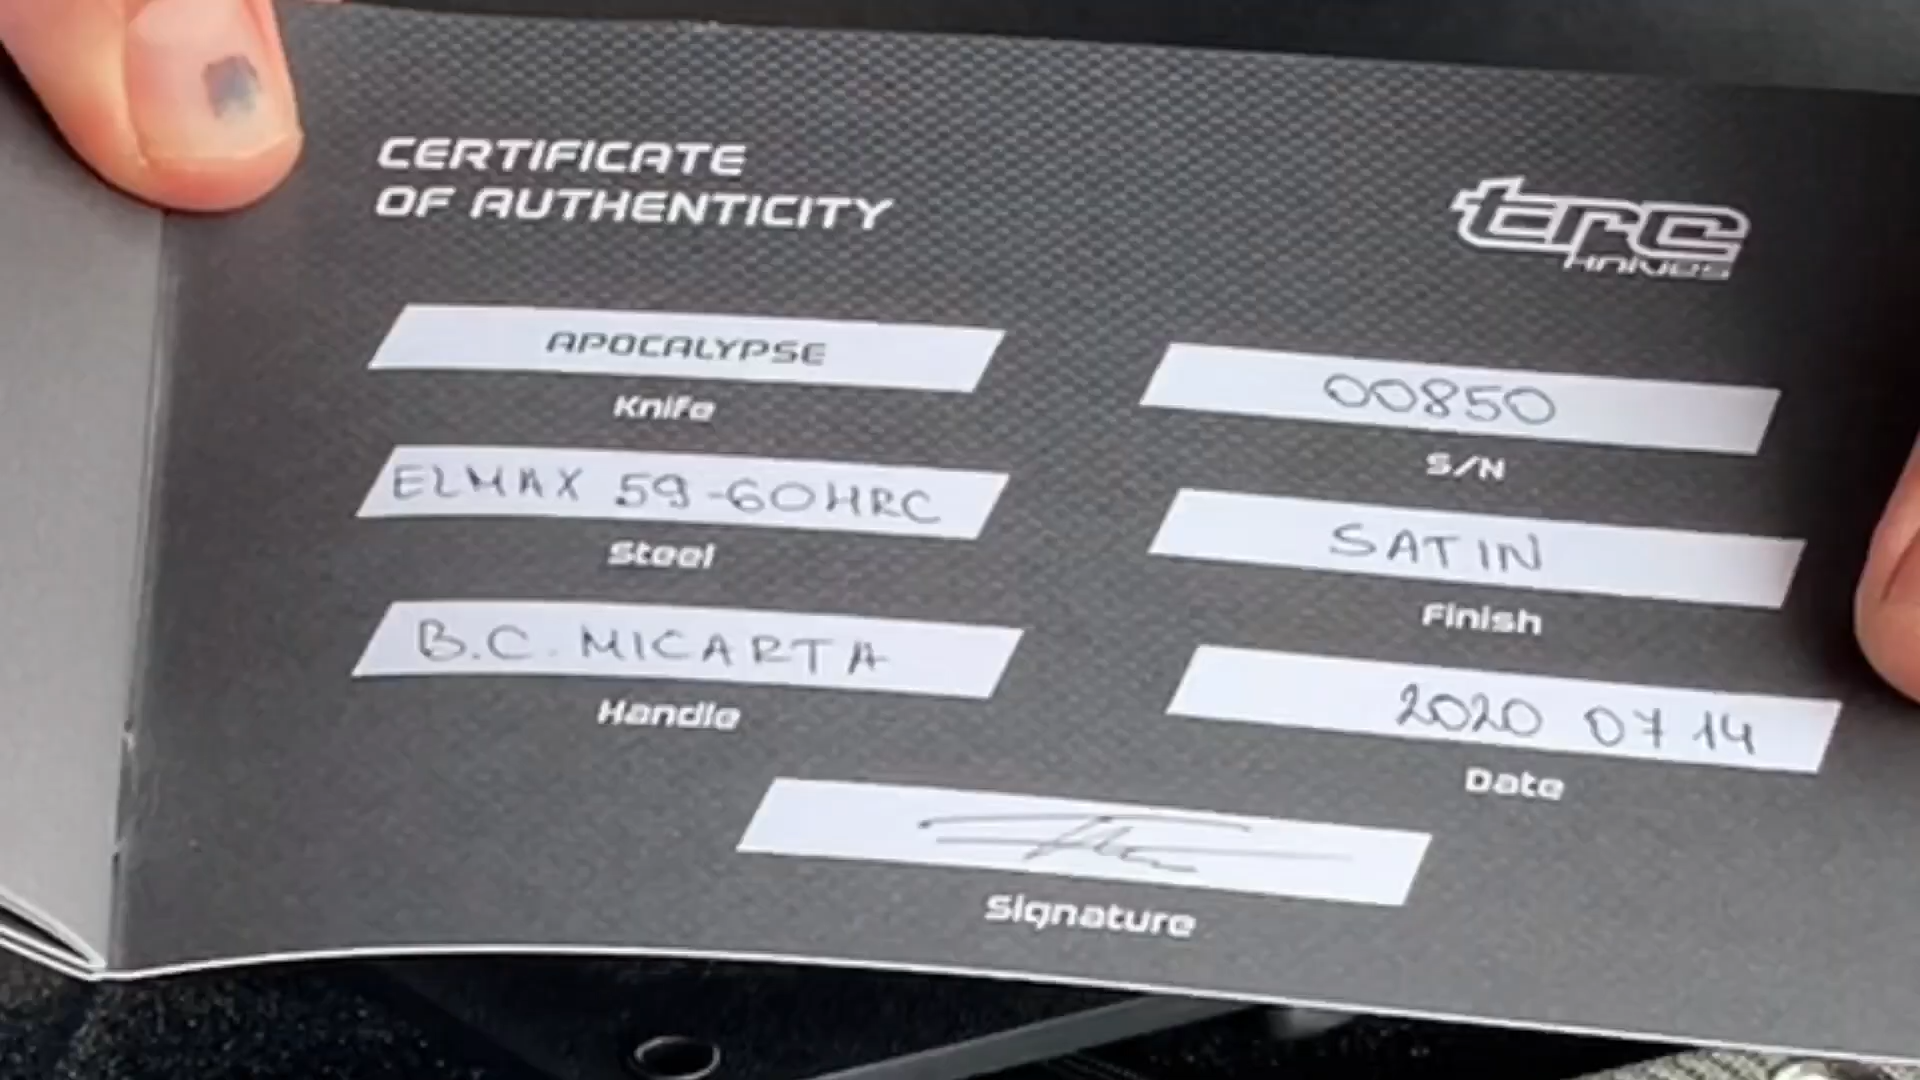 CERTIFICATE
OF AUTHENTICITY
trc
knives
APOCALYPSE
Knife
00850
S/N
ELMAX 59-60HRC
Steel
SATIN
Finish
B.C. MICARTA
Handle
2020 07 14
Date
Signature